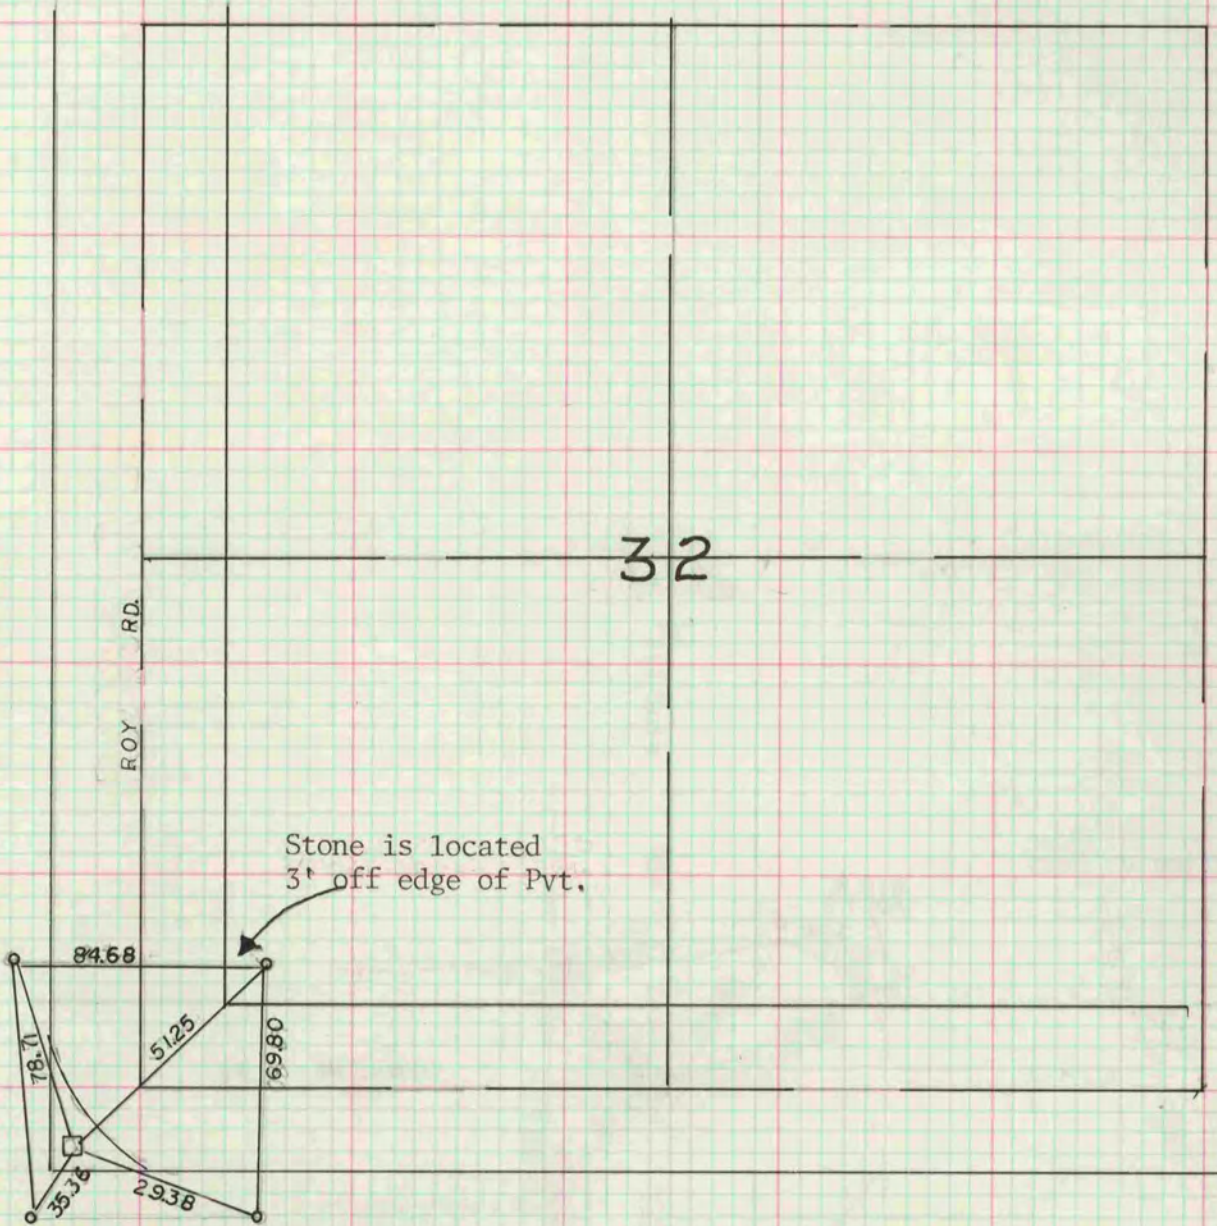 32
ROY RD.
Stone is located
3' off edge of Pvt.
84.68
51.25
69.80
78.71
35.36
29.38